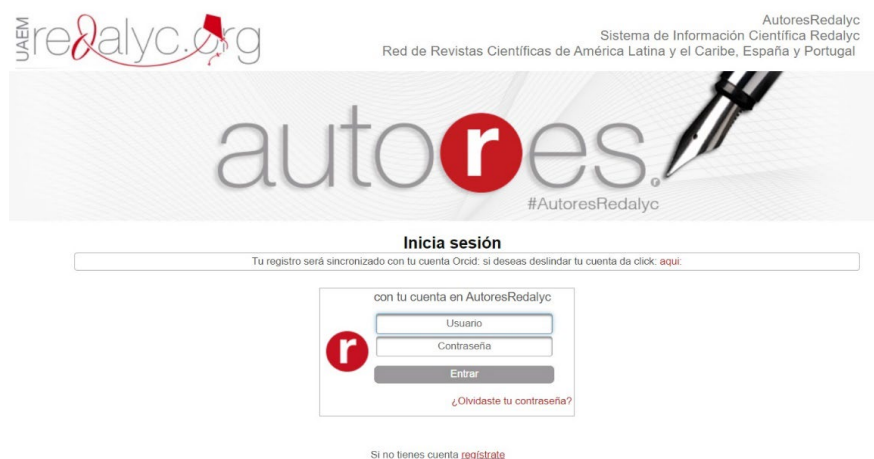 UAEM redalyc.org
AutoresRedalyc
Sistema de Información Científica Redalyc
Red de Revistas Científicas de América Latina y el Caribe, España y Portugal
autores.
#AutoresRedalyc
Inicia sesión
Tu registro será sincronizado con tu cuenta Orcid: si deseas deslindar tu cuenta da click: aqui:
con tu cuenta en AutoresRedalyc
Usuario
r
Contraseña
Entrar
¿Olvidaste tu contraseña?
Si no tienes cuenta regístrate